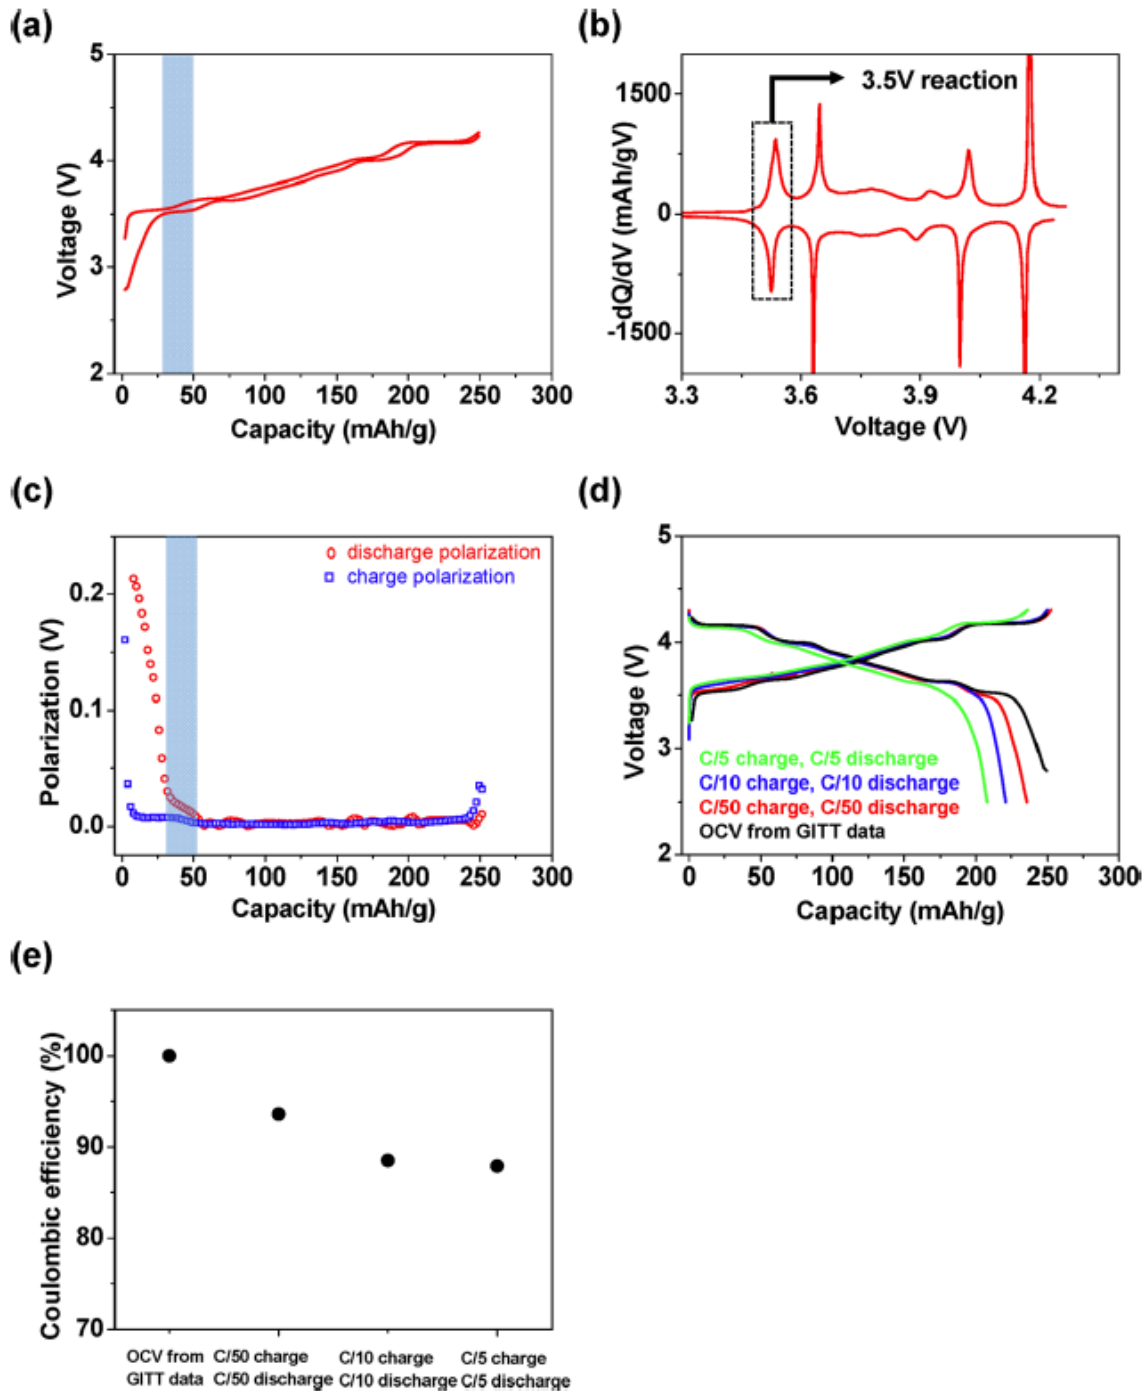 (a)
5
4
3
2
Voltage (V)
0 50 100 150 200 250 300
Capacity (mAh/g)
(b)
3.5V reaction
1500
0
-1500
dQ/dV (mAh/gV)
3.3 3.6 3.9 4.2
Voltage (V)
(c)
discharge polarization
charge polarization
0.2
0.1
0.0
Polarization (V)
0 50 100 150 200 250 300
Capacity (mAh/g)
(d)
5
4
3
2
Voltage (V)
C/5 charge, C/5 discharge
C/10 charge, C/10 discharge
C/50 charge, C/50 discharge
OCV from GITT data
0 50 100 150 200 250 300
Capacity (mAh/g)
(e)
100
90
80
70
Coulombic efficiency (%)
OCV from C/50 charge C/10 charge C/5 charge
GITT data C/50 discharge C/10 discharge C/5 discharge